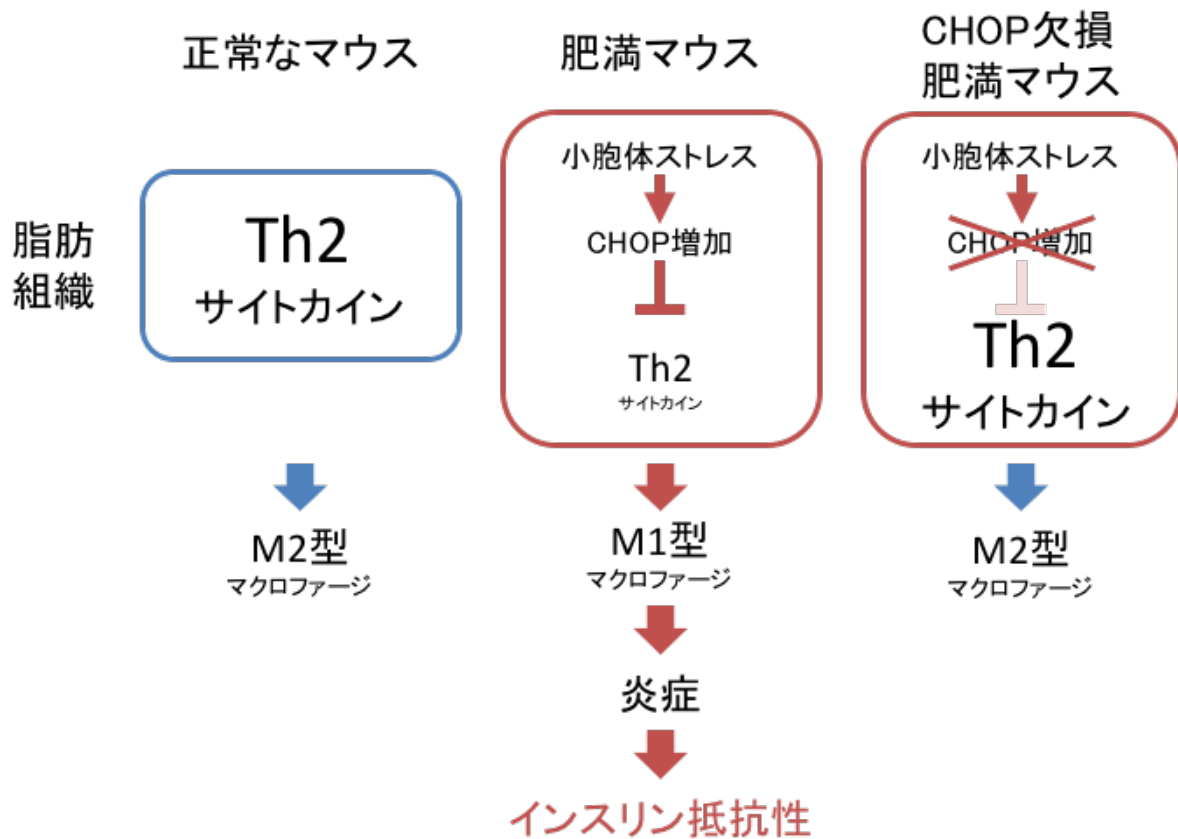 正常なマウス
肥満マウス
CHOP欠損
肥満マウス
脂肪
組織
Th2
サイトカイン
小胞体ストレス
CHOP増加
Th2
サイトカイン
小胞体ストレス
CHOP増加
Th2
サイトカイン
M2型
マクロファージ
M1型
マクロファージ
M2型
マクロファージ
炎症
インスリン抵抗性